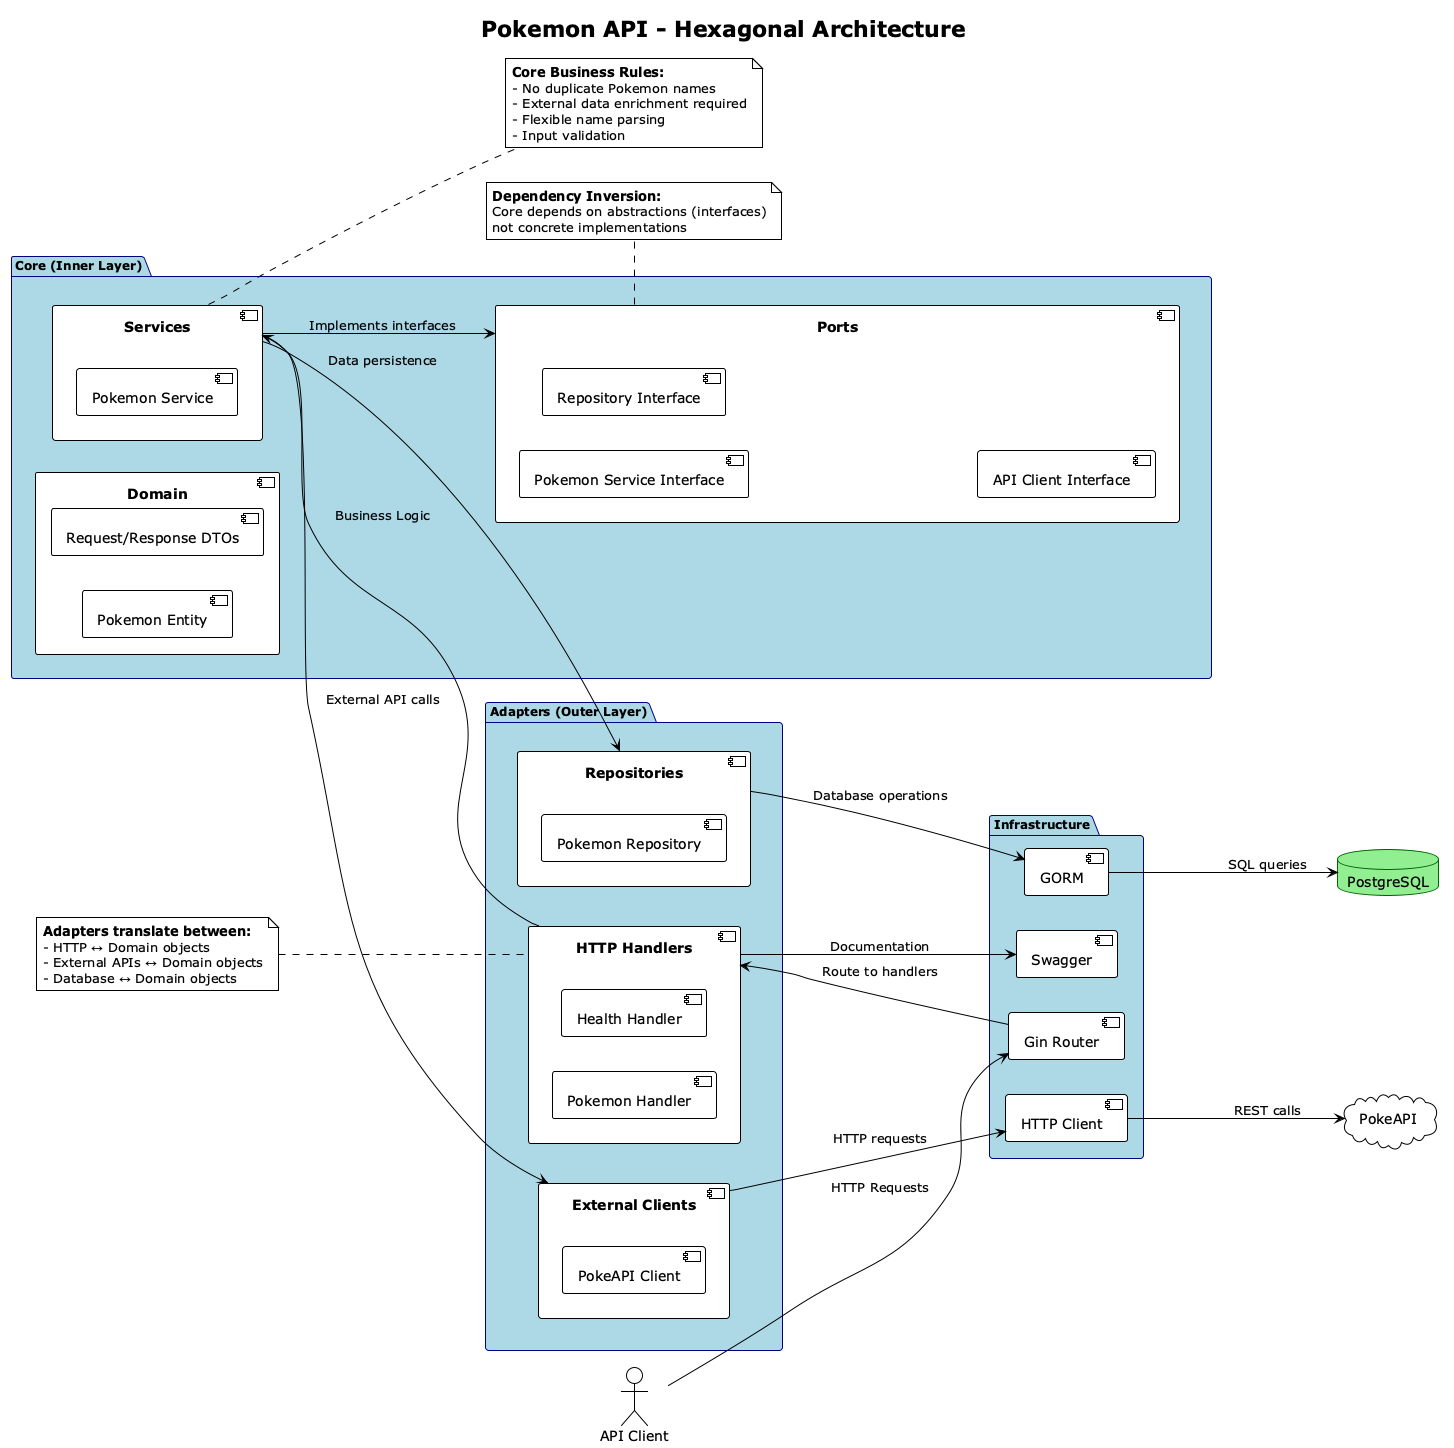 Pokemon API - Hexagonal Architecture
Core Business Rules:
- No duplicate Pokemon names
- External data enrichment required
- Flexible name parsing
- Input validation
Dependency Inversion:
Core depends on abstractions (interfaces)
not concrete implementations
Core (Inner Layer)
Services
Pokemon Service
Implements interfaces
Data persistence
Ports
Repository Interface
Pokemon Service Interface
API Client Interface
Domain
Request/Response DTOs
Pokemon Entity
Business Logic
External API calls
Adapters (Outer Layer)
Repositories
Pokemon Repository
Database operations
Infrastructure
GORM
SQL queries
PostgreSQL
Adapters translate between:
- HTTP ↔ Domain objects
- External APIs ↔ Domain objects
- Database ↔ Domain objects
HTTP Handlers
Health Handler
Pokemon Handler
Documentation
Route to handlers
Swagger
Gin Router
HTTP Client
REST calls
PokeAPI
HTTP requests
HTTP Requests
External Clients
PokeAPI Client
API Client